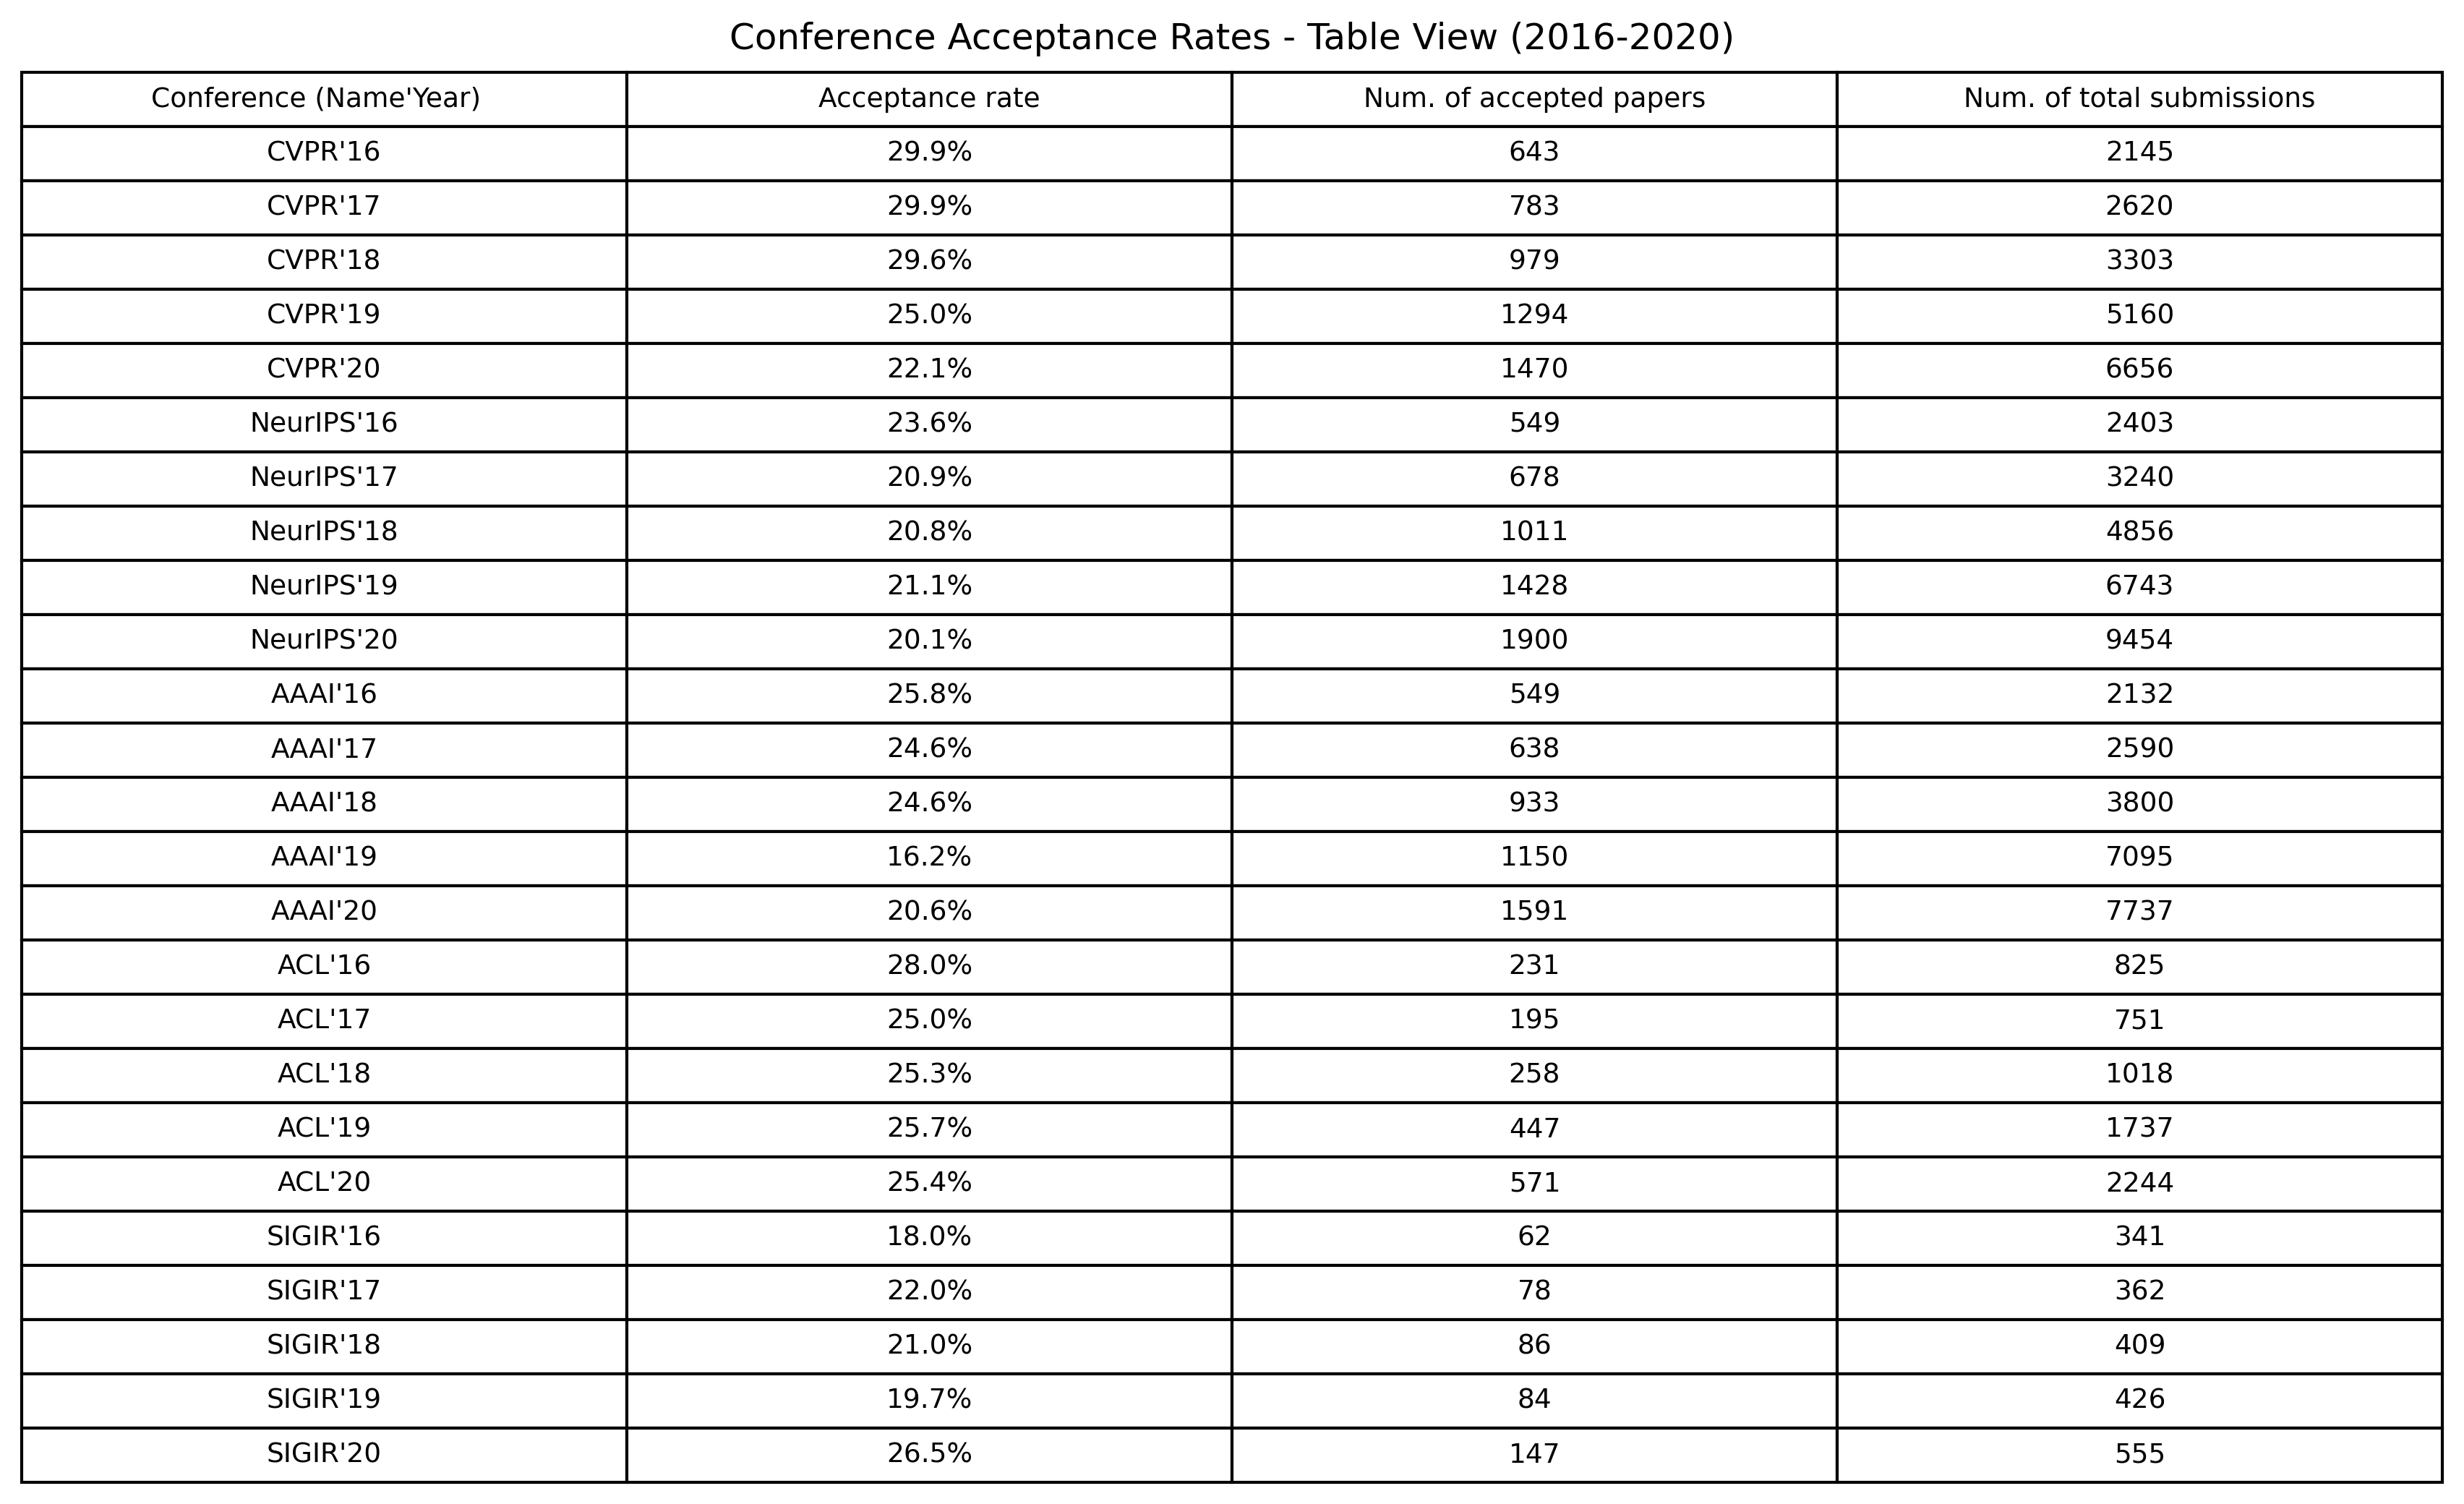 Conference Acceptance Rates - Table View (2016-2020)
Conference (Name'Year) Acceptance rate Num. of accepted papers Num. of total submissions
CVPR'16 29.9% 643 2145
CVPR'17 29.9% 783 2620
CVPR'18 29.6% 979 3303
CVPR'19 25.0% 1294 5160
CVPR'20 22.1% 1470 6656
NeurIPS'16 23.6% 549 2403
NeurIPS'17 20.9% 678 3240
NeurIPS'18 20.8% 1011 4856
NeurIPS'19 21.1% 1428 6743
NeurIPS'20 20.1% 1900 9454
AAAI'16 25.8% 549 2132
AAAI'17 24.6% 638 2590
AAAI'18 24.6% 933 3800
AAAI'19 16.2% 1150 7095
AAAI'20 20.6% 1591 7737
ACL'16 28.0% 231 825
ACL'17 25.0% 195 751
ACL'18 25.3% 258 1018
ACL'19 25.7% 447 1737
ACL'20 25.4% 571 2244
SIGIR'16 18.0% 62 341
SIGIR'17 22.0% 78 362
SIGIR'18 21.0% 86 409
SIGIR'19 19.7% 84 426
SIGIR'20 26.5% 147 555